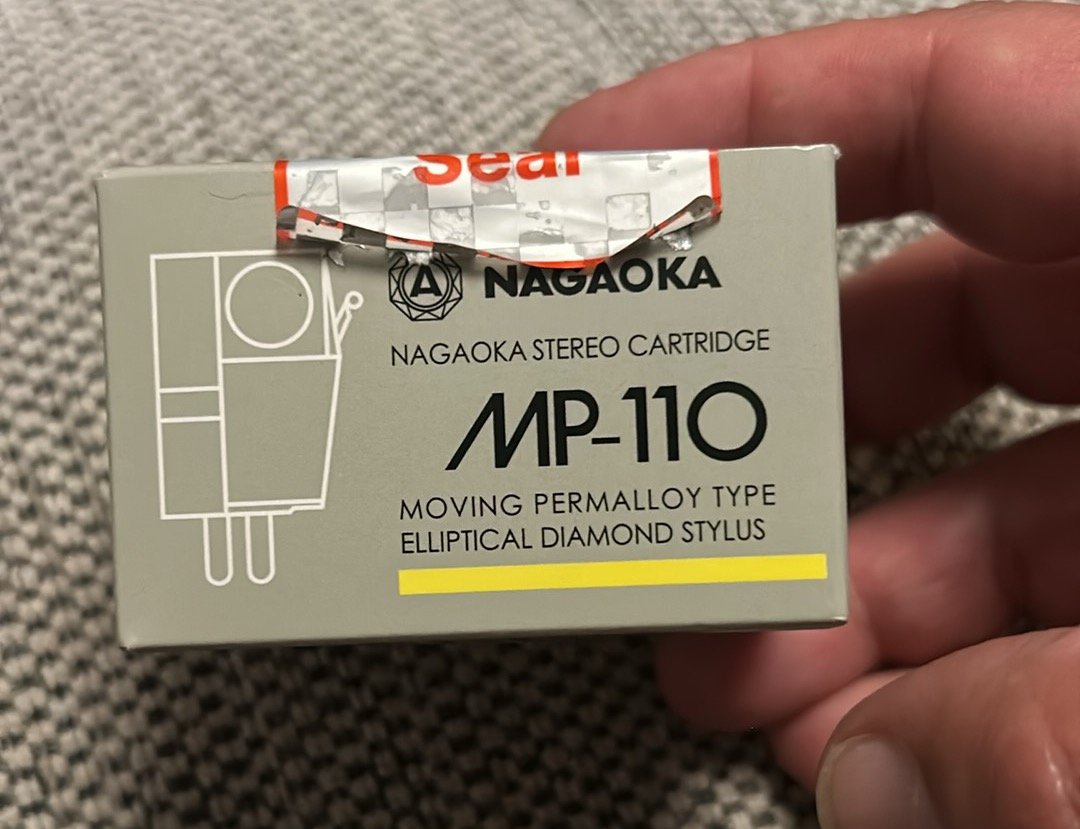 Seal
A NAGAOKA
NAGAOKA STEREO CARTRIDGE
MP-110
MOVING PERMALLOY TYPE
ELLIPTICAL DIAMOND STYLUS